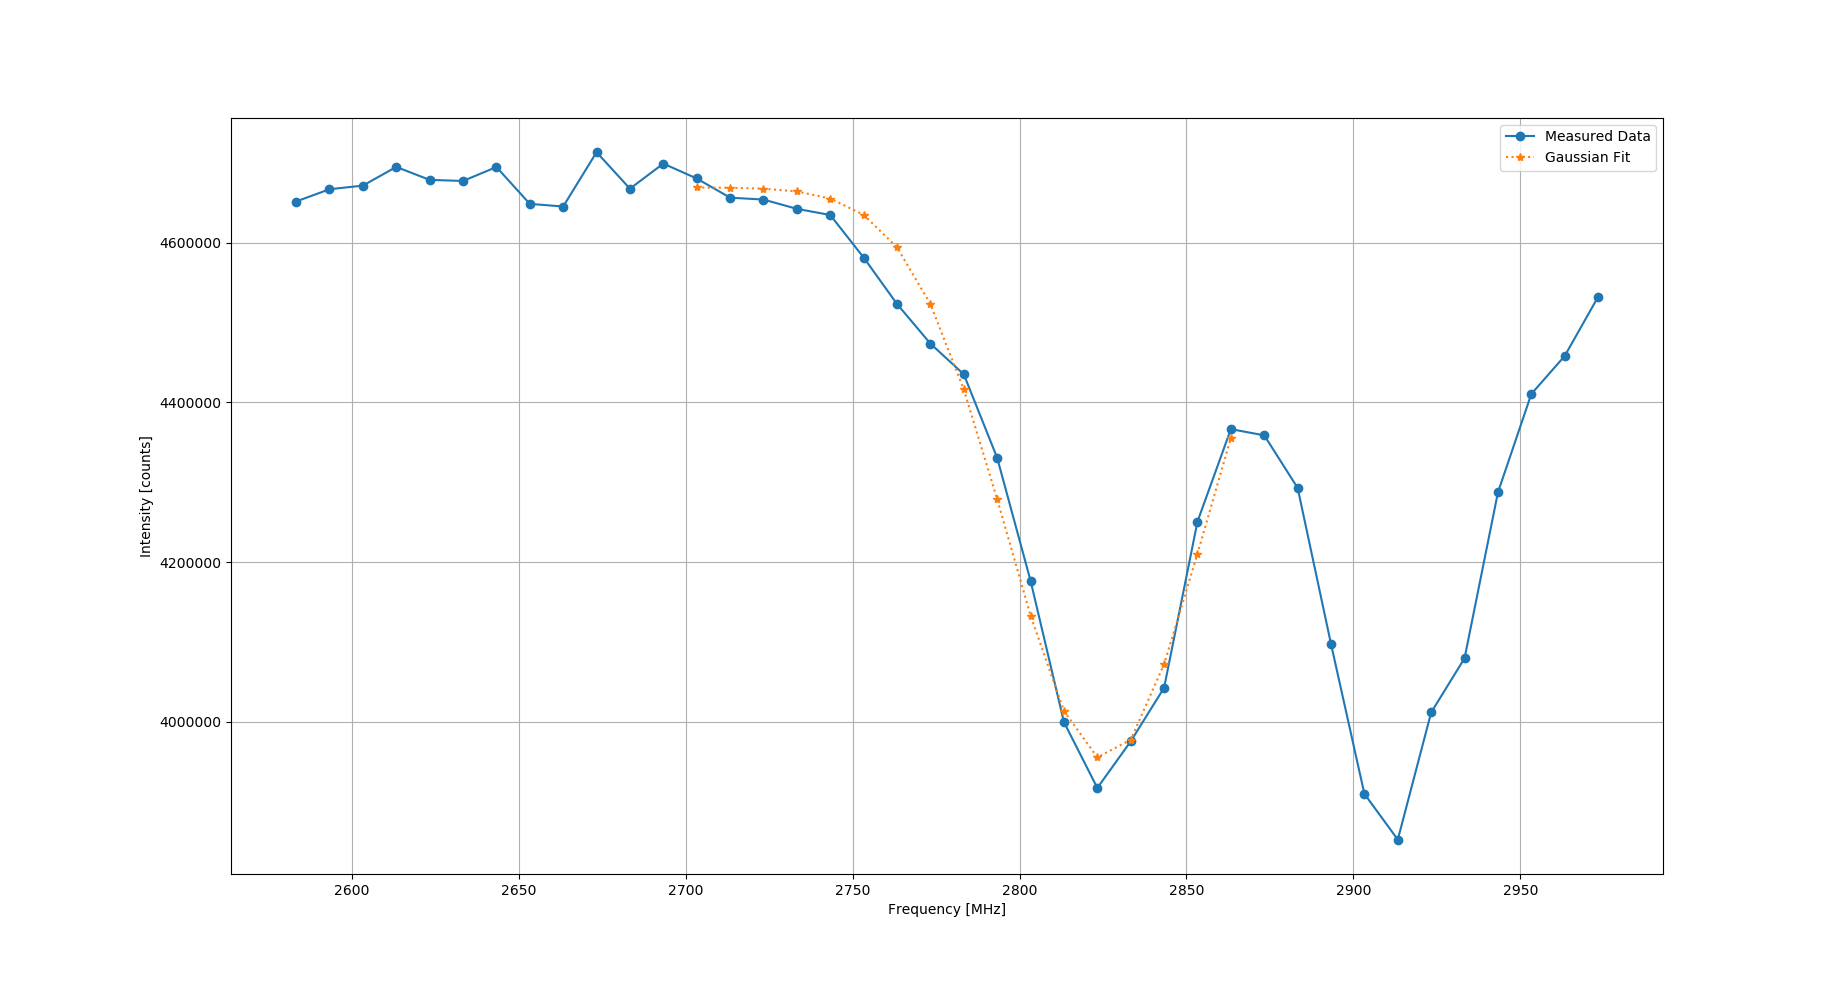 Measured Data
Gaussian Fit
4600000
4400000
4200000
4000000
Intensity [counts]
2600 2650 2700 2750 2800 2850 2900 2950
Frequency [MHz]